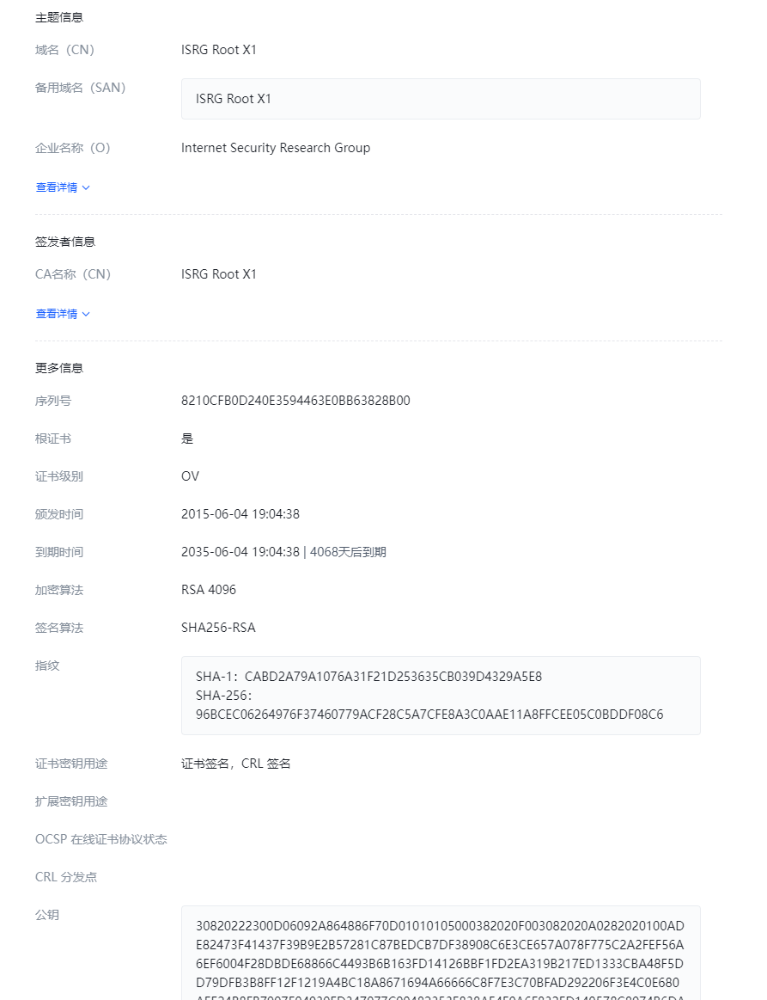 主题信息
域名（CN）
ISRG Root X1
备用域名（SAN）
ISRG Root X1
企业名称（O）
Internet Security Research Group
查看详情
签发者信息
CA名称（CN）
ISRG Root X1
查看详情
更多信息
序列号
8210CFB0D240E3594463E0BB63828B00
根证书
是
证书级别
OV
颁发时间
2015-06-04 19:04:38
到期时间
2035-06-04 19:04:38 | 4068天后到期
加密算法
RSA 4096
签名算法
SHA256-RSA
指纹
SHA-1：CABD2A79A1076A31F21D253635CB039D4329A5E8
SHA-256：
96BCEC06264976F37460779ACF28C5A7CFE8A3C0AAE11A8FFCEE05C0BDDF08C6
证书密钥用途
证书签名，CRL 签名
扩展密钥用途
OCSP 在线证书协议状态
CRL 分发点
公钥
30820222300D06092A864886F70D01010105000382020F003082020A0282020100AD
E82473F41437F39B9E2B57281C87BEDCB7DF38908C6E3CE657A078F775C2A2FEF56A
6EF6004F28DBDE68866C4493B6B163FD14126BBF1FD2EA319B217ED1333CBA48F5D
D79DFB3B8FF12F1219A4BC18A8671694A66666C8F7E3C70BFAD292206F3E4C0E680